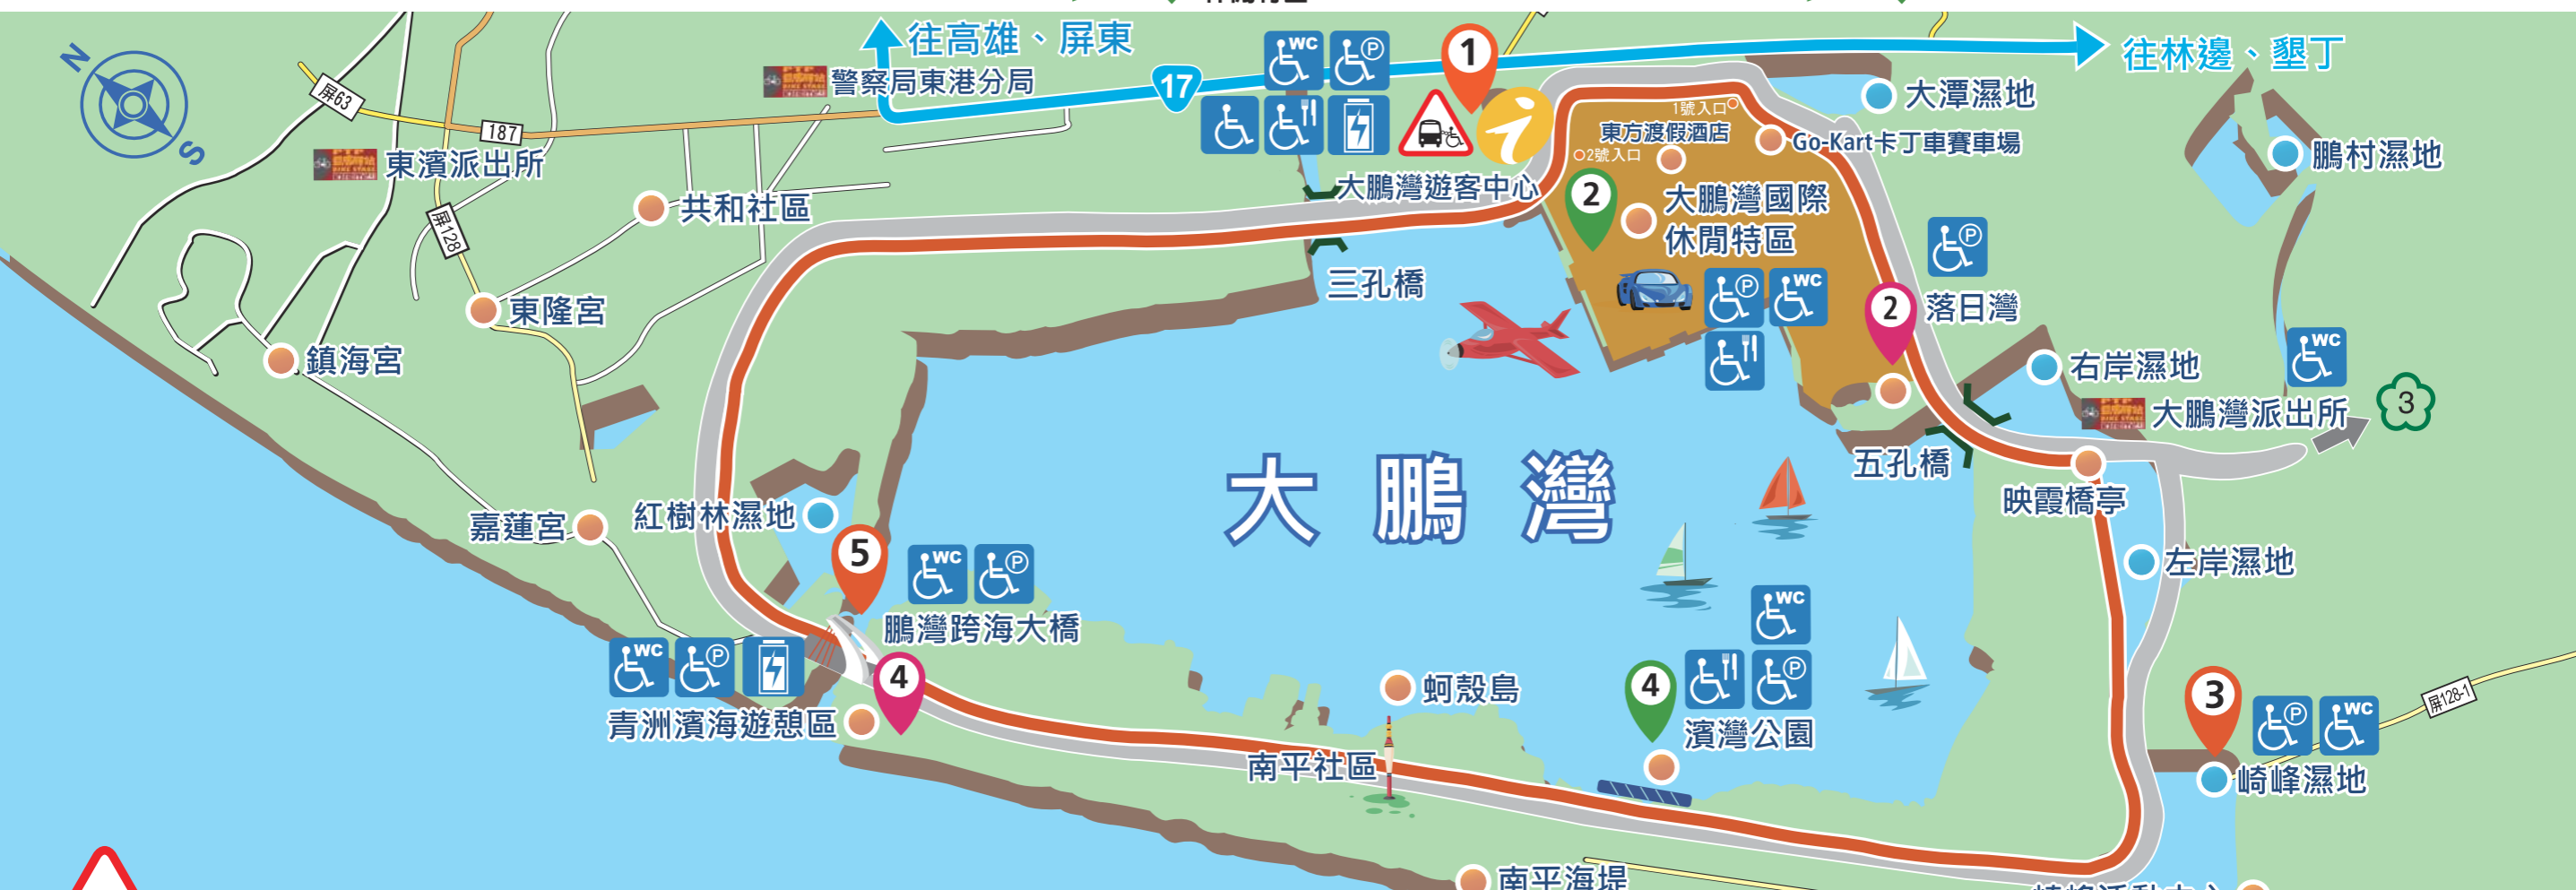 往高雄、屏東
往林邊、墾丁
N
S
屏63
187
屏128
17
警察局東港分局
東濱派出所
共和社區
東隆宮
鎮海宮
嘉蓮宮
紅樹林濕地
WC
P
1
大鵬灣遊客中心
三孔橋
1號入口
東方渡假酒店
2號入口
Go-Kart卡丁車賽車場
2
大鵬灣國際
休閒特區
P
WC
大潭濕地
鵬村濕地
P
2
落日灣
右岸濕地
WC
大鵬灣派出所
3
五孔橋
映霞橋亭
左岸濕地
大鵬灣
5
WC
P
鵬灣跨海大橋
WC
P
4
青洲濱海遊憩區
蚵殼島
南平社區
4
WC
P
濱灣公園
3
P
WC
崎峰濕地
屏128-1
南平海堤